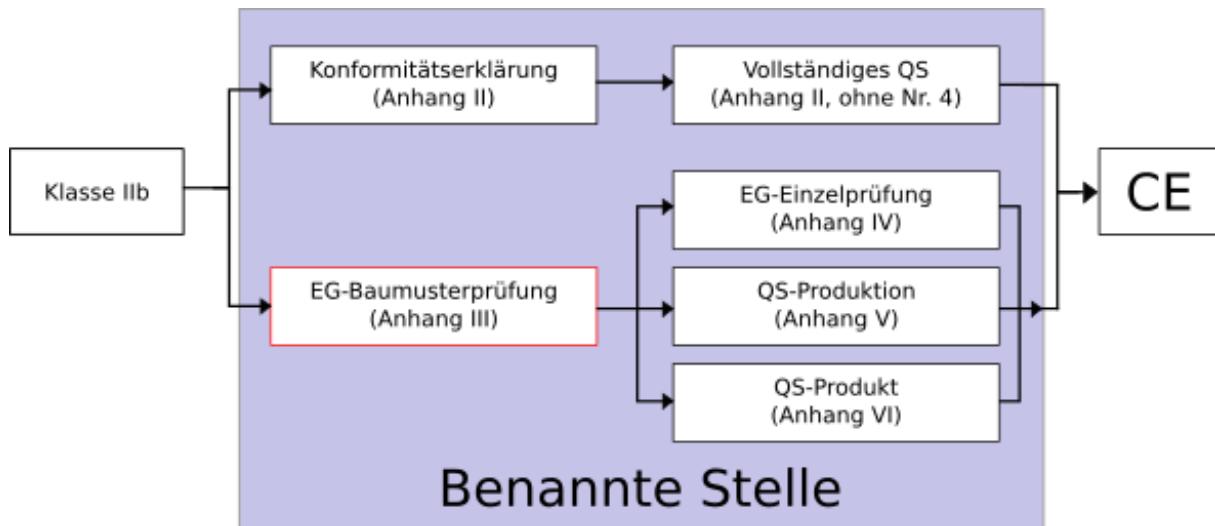 Klasse IIb
Konformitätserklärung
(Anhang II)
Vollständiges QS
(Anhang II, ohne Nr. 4)
EG-Baumusterprüfung
(Anhang III)
EG-Einzelprüfung
(Anhang IV)
QS-Produktion
(Anhang V)
QS-Produkt
(Anhang VI)
CE
Benannte Stelle